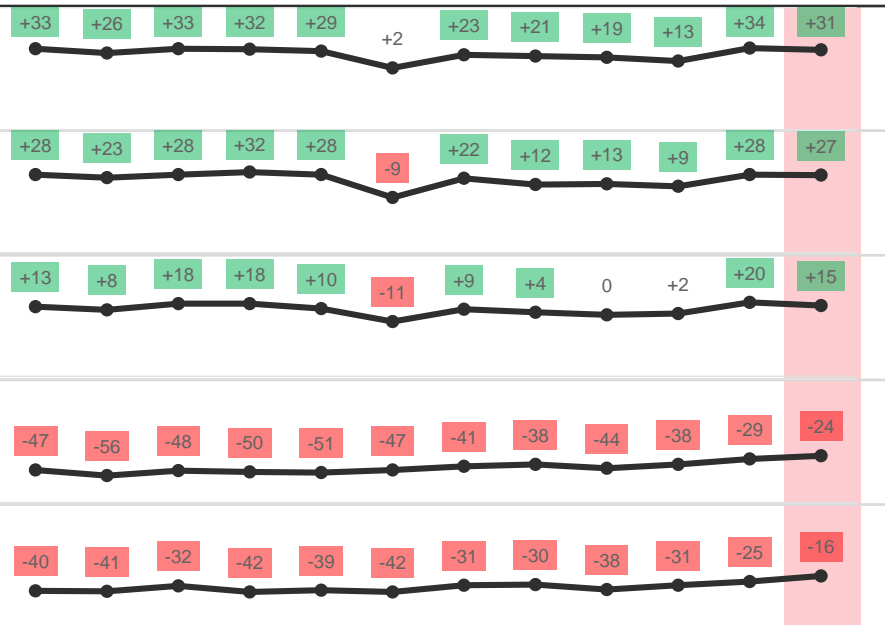 +33 +26 +33 +32 +29 +2 +23 +21 +19 +13 +34 +31
+28 +23 +28 +32 +28 -9 +22 +12 +13 +9 +28 +27
+13 +8 +18 +18 +10 -11 +9 +4 0 +2 +20 +15
-47 -56 -48 -50 -51 -47 -41 -38 -44 -38 -29 -24
-40 -41 -32 -42 -39 -42 -31 -30 -38 -31 -25 -16